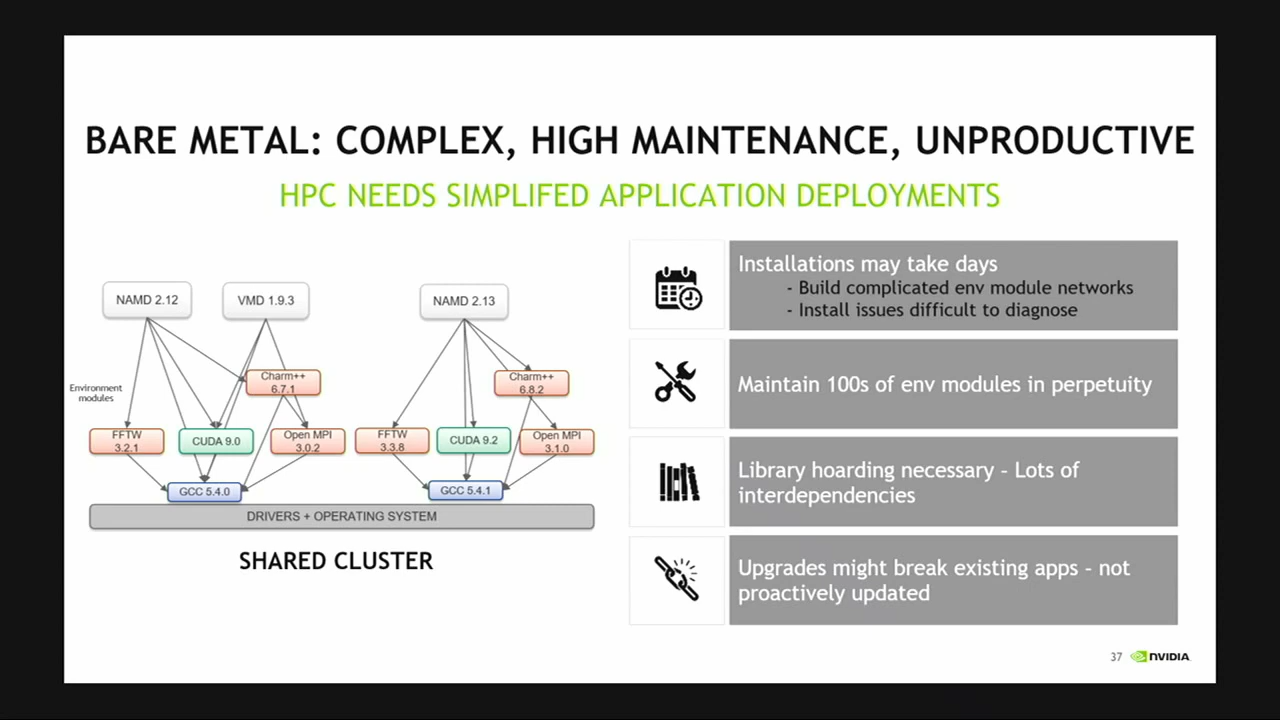 BARE METAL: COMPLEX, HIGH MAINTENANCE, UNPRODUCTIVE
HPC NEEDS SIMPLIFED APPLICATION DEPLOYMENTS
NAMD 2.12
VMD 1.9.3
NAMD 2.13
Environment
modules
Charm++
6.7.1
Charm++
6.8.2
FFTW
3.2.1
CUDA 9.0
Open MPI
3.0.2
FFTW
3.3.8
CUDA 9.2
Open MPI
3.1.0
GCC 5.4.0
GCC 5.4.1
DRIVERS + OPERATING SYSTEM
SHARED CLUSTER
Installations may take days
- Build complicated env module networks
- Install issues difficult to diagnose
Maintain 100s of env modules in perpetuity
Library hoarding necessary - Lots of
interdependencies
Upgrades might break existing apps - not
proactively updated
37
NVIDIA